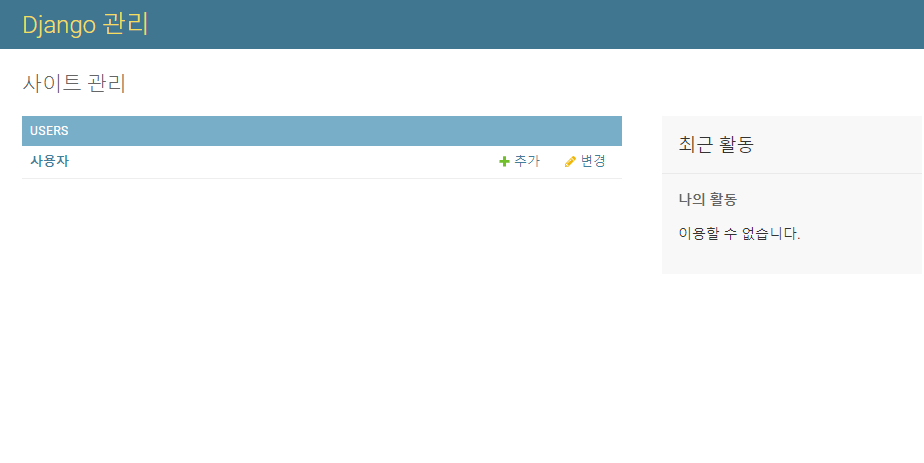 Django 관리
사이트 관리
USERS
사용자 추가 변경
최근 활동
나의 활동
이용할 수 없습니다.